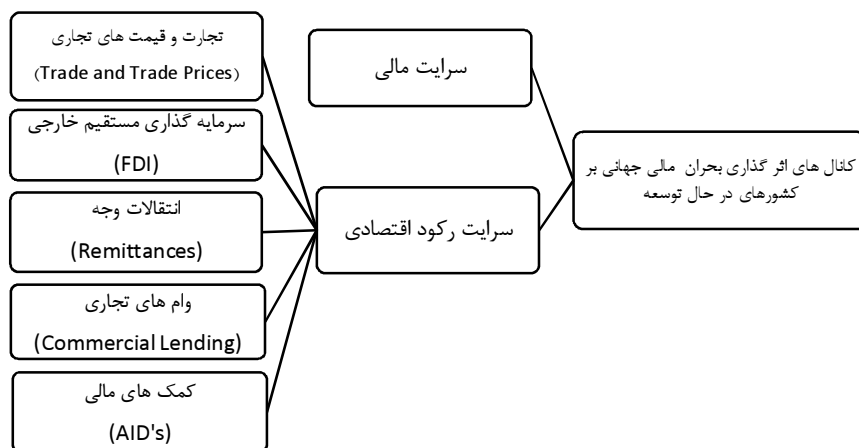 کانال های اثر گذاری بحران مالی جهانی بر
کشورهای در حال توسعه
سرایت مالی
سرایت رکود اقتصادی
تجارت و قیمت های تجاری
(Trade and Trade Prices)
سرمایه گذاری مستقیم خارجی
(FDI)
انتقالات وجه
(Remittances)
وام های تجاری
(Commercial Lending)
کمک های مالی
(AID's)